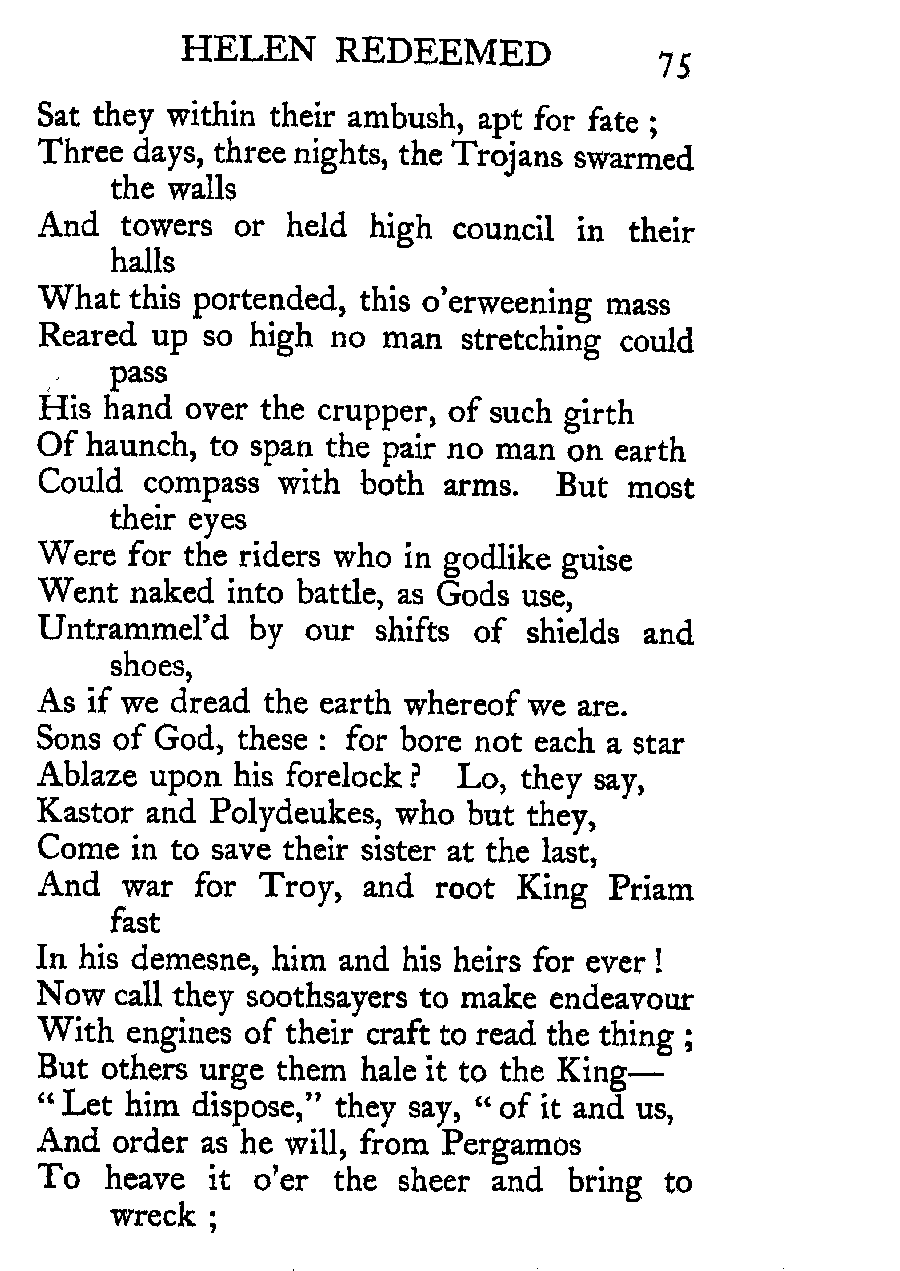 HELEN REDEEMED 75
Sat they within their ambush, apt for fate ;
Three days, three nights, the Trojans swarmed
the walls
And towers or held high council in their
halls
What this portended, this o'erweening mass
Reared up so high no man stretching could
pass
His hand over the crupper, of such girth
Of haunch, to span the pair no man on earth
Could compass with both arms. But most
their eyes
Were for the riders who in godlike guise
Went naked into battle, as Gods use,
Untrammel'd by our shifts of shields and
shoes,
As if we dread the earth whereof we are.
Sons of God, these : for bore not each a star
Ablaze upon his forelock ? Lo, they say,
Kastor and Polydeukes, who but they,
Come in to save their sister at the last,
And war for Troy, and root King Priam
fast
In his demesne, him and his heirs for ever !
Now call they soothsayers to make endeavour
With engines of their craft to read the thing ;
But others urge them hale it to the King—
“ Let him dispose,” they say, “ of it and us,
And order as he will, from Pergamos
To heave it o'er the sheer and bring to
wreck ;